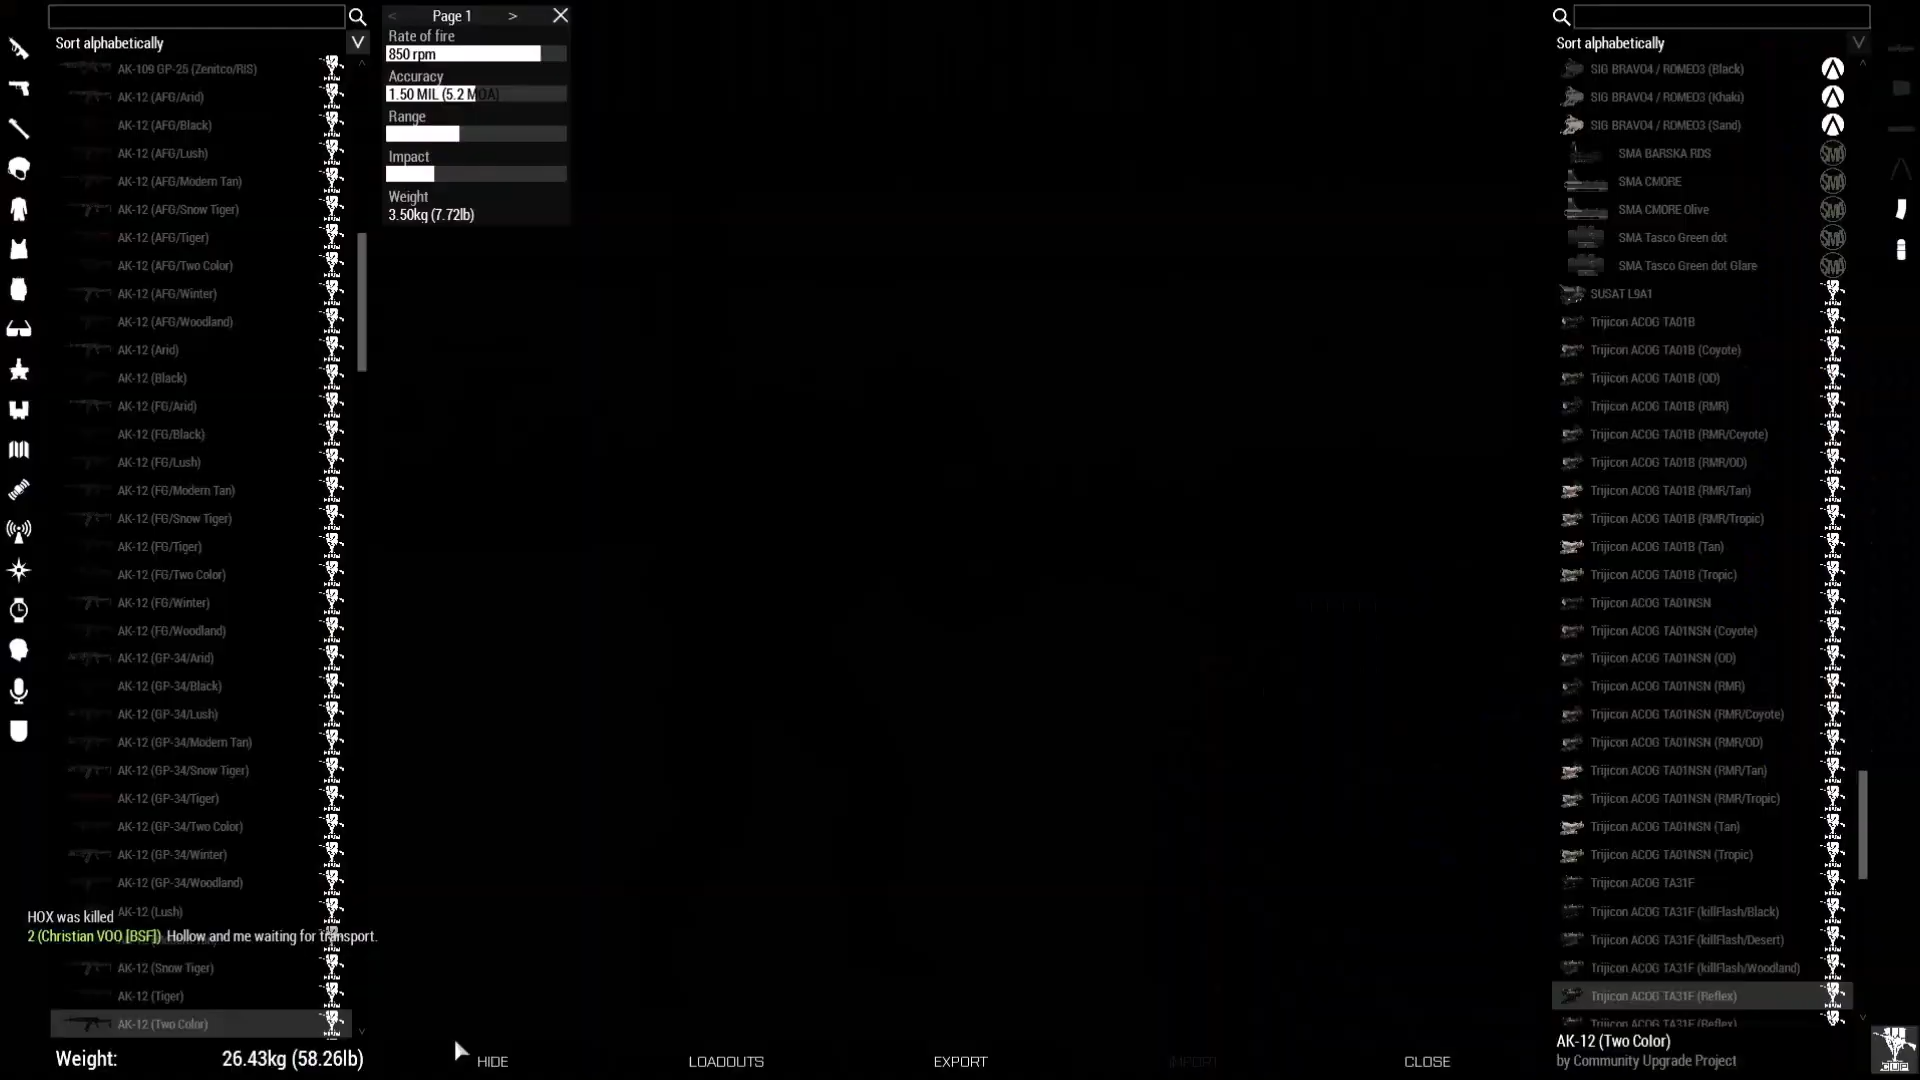 Sort alphabetically
AK-109 GP-25 (Zenitco/RIS)
AK-12 (AFG/Arid)
AK-12 (AFG/Black)
AK-12 (AFG/Lush)
AK-12 (AFG/Modern Tan)
AK-12 (AFG/Snow Tiger)
AK-12 (AFG/Tiger)
AK-12 (AFG/Two Color)
AK-12 (AFG/Winter)
AK-12 (AFG/Woodland)
AK-12 (Arid)
AK-12 (Black)
AK-12 (FG/Arid)
AK-12 (FG/Black)
AK-12 (FG/Lush)
AK-12 (FG/Modern Tan)
AK-12 (FG/Snow Tiger)
AK-12 (FG/Tiger)
AK-12 (FG/Two Color)
AK-12 (FG/Winter)
AK-12 (FG/Woodland)
AK-12 (GP-34/Arid)
AK-12 (GP-34/Black)
AK-12 (GP-34/Lush)
AK-12 (GP-34/Modern Tan)
AK-12 (GP-34/Snow Tiger)
AK-12 (GP-34/Tiger)
AK-12 (GP-34/Two Color)
AK-12 (GP-34/Winter)
AK-12 (GP-34/Woodland)
AK-12 (Lush)
HOX was killed
2 (Christian VOO [BSF]) Hollow and me waiting for transport.
AK-12 (Snow Tiger)
AK-12 (Tiger)
AK-12 (Two Color)
Weight: 26.43kg (58.26lb)
< Page 1 >
Rate of fire
850 rpm
Accuracy
1.50 MIL (5.2 MOA)
Range
Impact
Weight
3.50kg (7.72lb)
HIDE
LOADOUTS
EXPORT
IMPORT
CLOSE
Sort alphabetically
SIG BRAVO4 / ROMEO3 (Black)
SIG BRAVO4 / ROMEO3 (Khaki)
SIG BRAVO4 / ROMEO3 (Sand)
SMA BARSKA RDS
SMA CMORE
SMA CMORE Olive
SMA Tasco Green dot
SMA Tasco Green dot Glare
SUSAT L9A1
Trijicon ACOG TA01B
Trijicon ACOG TA01B (Coyote)
Trijicon ACOG TA01B (OD)
Trijicon ACOG TA01B (RMR)
Trijicon ACOG TA01B (RMR/Coyote)
Trijicon ACOG TA01B (RMR/OD)
Trijicon ACOG TA01B (RMR/Tan)
Trijicon ACOG TA01B (RMR/Tropic)
Trijicon ACOG TA01B (Tan)
Trijicon ACOG TA01B (Tropic)
Trijicon ACOG TA01NSN
Trijicon ACOG TA01NSN (Coyote)
Trijicon ACOG TA01NSN (OD)
Trijicon ACOG TA01NSN (RMR)
Trijicon ACOG TA01NSN (RMR/Coyote)
Trijicon ACOG TA01NSN (RMR/OD)
Trijicon ACOG TA01NSN (RMR/Tan)
Trijicon ACOG TA01NSN (RMR/Tropic)
Trijicon ACOG TA01NSN (Tan)
Trijicon ACOG TA01NSN (Tropic)
Trijicon ACOG TA31F
Trijicon ACOG TA31F (killFlash/Black)
Trijicon ACOG TA31F (killFlash/Desert)
Trijicon ACOG TA31F (killFlash/Woodland)
Trijicon ACOG TA31F (Reflex)
Trijicon ACOG TA31F (Reflex)
AK-12 (Two Color)
by Community Upgrade Project
CUP